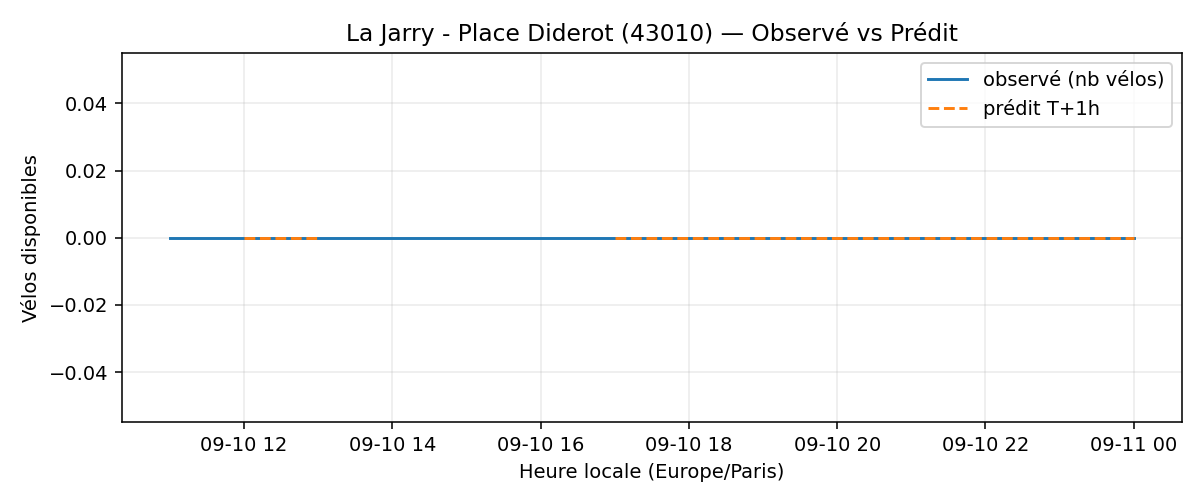 La Jarry - Place Diderot (43010) — Observé vs Prédit
observé (nb vélos)
prédit T+1h
Vélos disponibles
0.04
0.02
0.00
−0.02
−0.04
09-10 12 09-10 14 09-10 16 09-10 18 09-10 20 09-10 22 09-11 00
Heure locale (Europe/Paris)